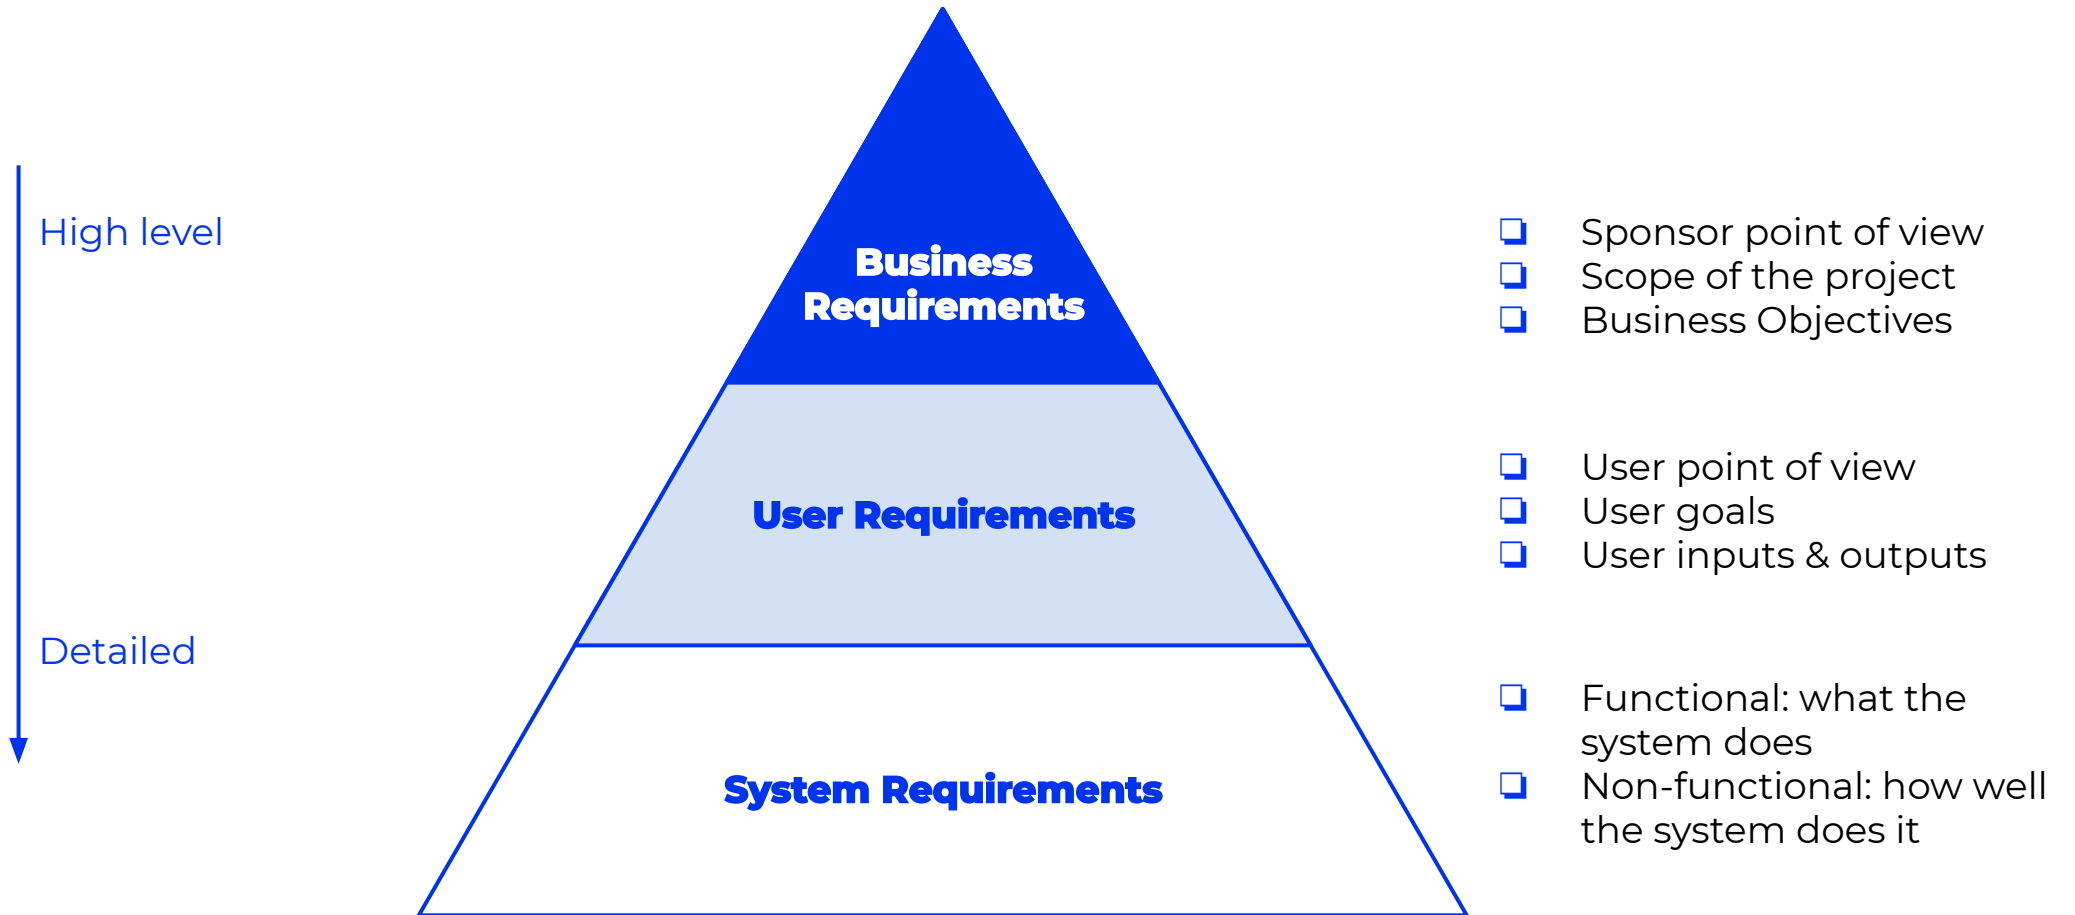 High level
Detailed
Business
Requirements
User Requirements
System Requirements
Sponsor point of view
Scope of the project
Business Objectives
User point of view
User goals
User inputs & outputs
Functional: what the
system does
Non-functional: how well
the system does it